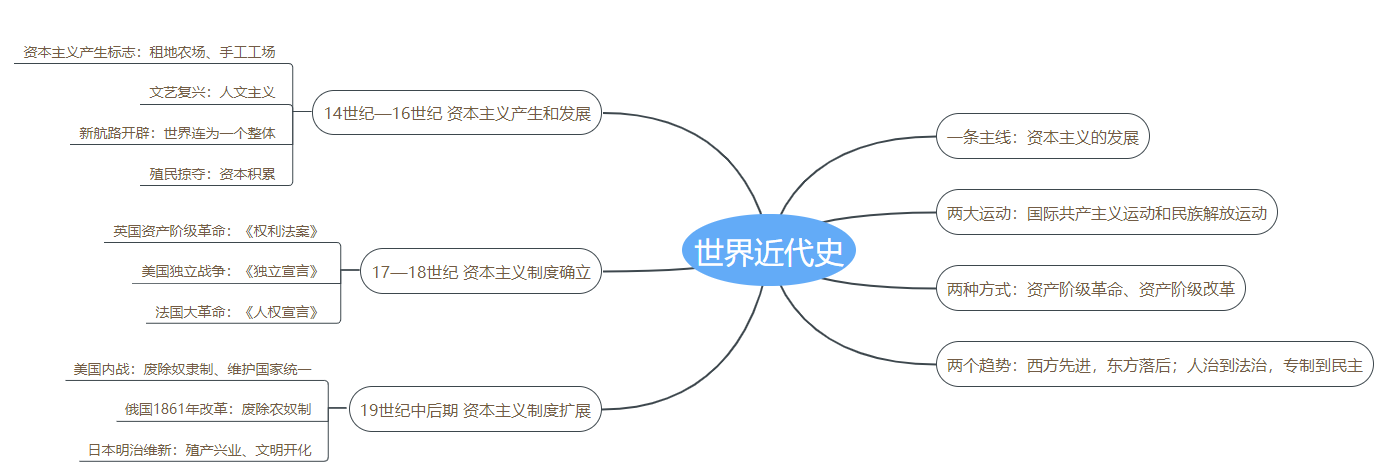 世界近代史
14世纪—16世纪 资本主义产生和发展
资本主义产生标志：租地农场、手工工场
文艺复兴：人文主义
新航路开辟：世界连为一个整体
殖民掠夺：资本积累
17—18世纪 资本主义制度确立
英国资产阶级革命：《权利法案》
美国独立战争：《独立宣言》
法国大革命：《人权宣言》
19世纪中后期 资本主义制度扩展
美国内战：废除奴隶制、维护国家统一
俄国1861年改革：废除农奴制
日本明治维新：殖产兴业、文明开化
一条主线：资本主义的发展
两大运动：国际共产主义运动和民族解放运动
两种方式：资产阶级革命、资产阶级改革
两个趋势：西方先进，东方落后；人治到法治，专制到民主